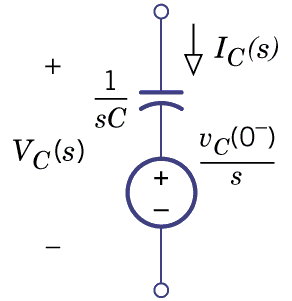 +
I_C(s)
1
sC
V_C(s)
v_C(0⁻)
s
+
−
−